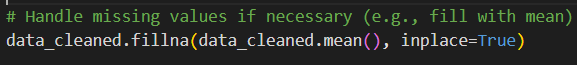 # Handle missing values if necessary (e.g., fill with mean)
data_cleaned.fillna(data_cleaned.mean(), inplace=True)